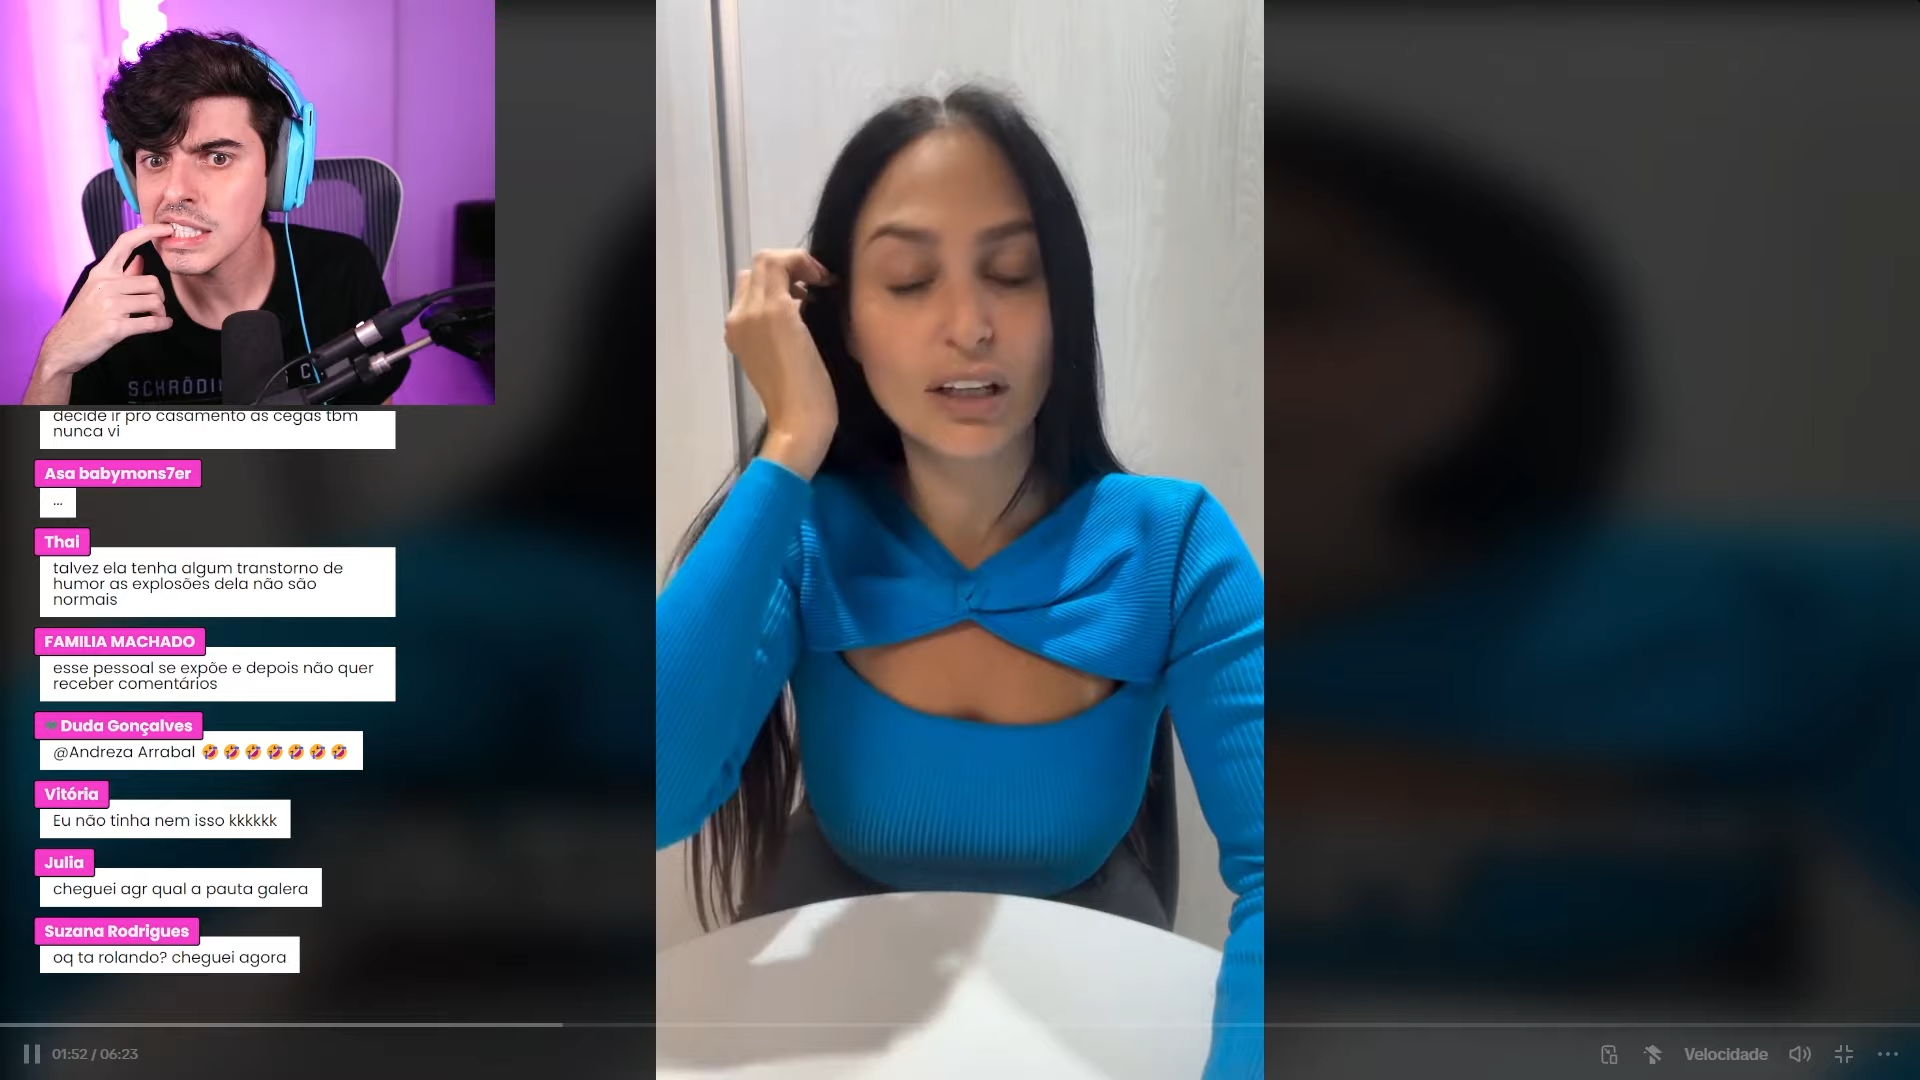 SCHRÖDI
C
decide ir pro casamento as cegas tbm
nunca vi
Asa babymons7er
...
Thai
talvez ela tenha algum transtorno de
humor as explosões dela não são
normais
FAMILIA MACHADO
esse pessoal se expõe e depois não quer
receber comentários
Duda Gonçalves
@Andreza Arrabal 🤣🤣🤣🤣🤣🤣🤣
Vitória
Eu não tinha nem isso kkkkkk
Julia
cheguei agr qual a pauta galera
Suzana Rodrigues
oq ta rolando? cheguei agora
01:52 / 06:23
Velocidade